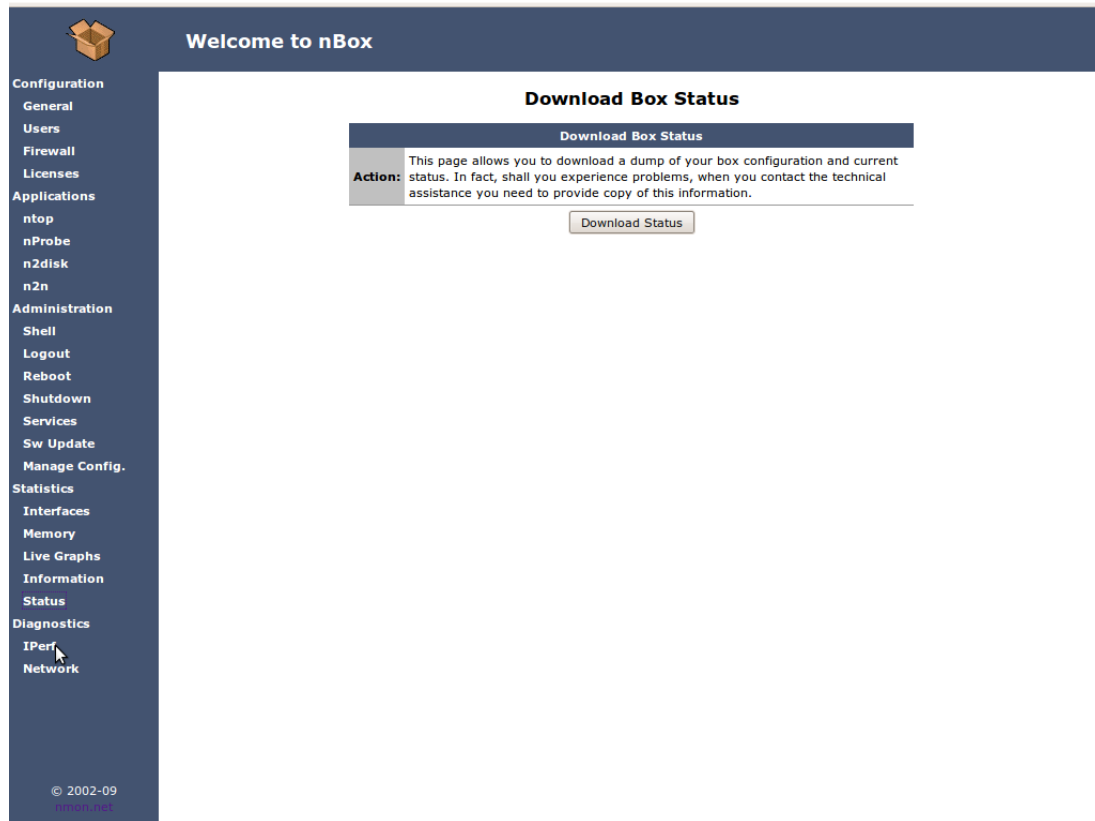 Welcome to nBox
Configuration
General
Users
Firewall
Licenses
Applications
ntop
nProbe
n2disk
n2n
Administration
Shell
Logout
Reboot
Shutdown
Services
Sw Update
Manage Config.
Statistics
Interfaces
Memory
Live Graphs
Information
Status
Diagnostics
IPerf
Network
© 2002-09
nmon.net
Download Box Status
Download Box Status
Action:
This page allows you to download a dump of your box configuration and current
status. In fact, shall you experience problems, when you contact the technical
assistance you need to provide copy of this information.
Download Status